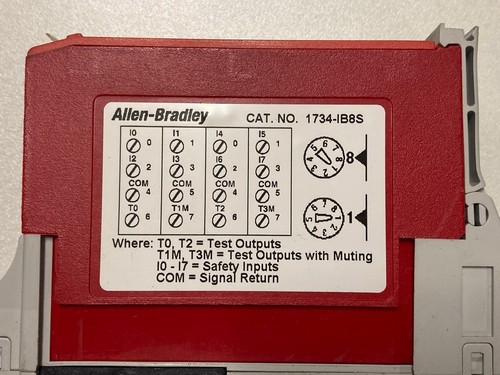 Allen-Bradley CAT. NO. 1734-IB8S
I0 I1 I4 I5
0 1 0 1
I2 I3 I6 I7
2 3 2 3
COM COM COM COM
4 5 4 5
T0 T1M T2 T3M
6 7 6 7
8
1
Where: T0, T2 = Test Outputs
T1M, T3M = Test Outputs with Muting
I0 - I7 = Safety Inputs
COM = Signal Return